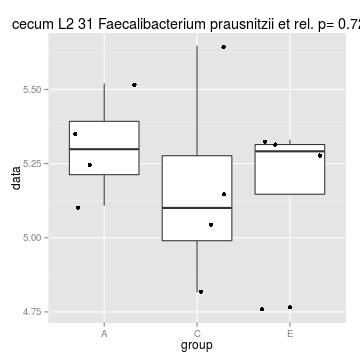 cecum L2 31 Faecalibacterium prausnitzii et rel. p= 0.72
data
5.50
5.25
5.00
4.75
A C E
group